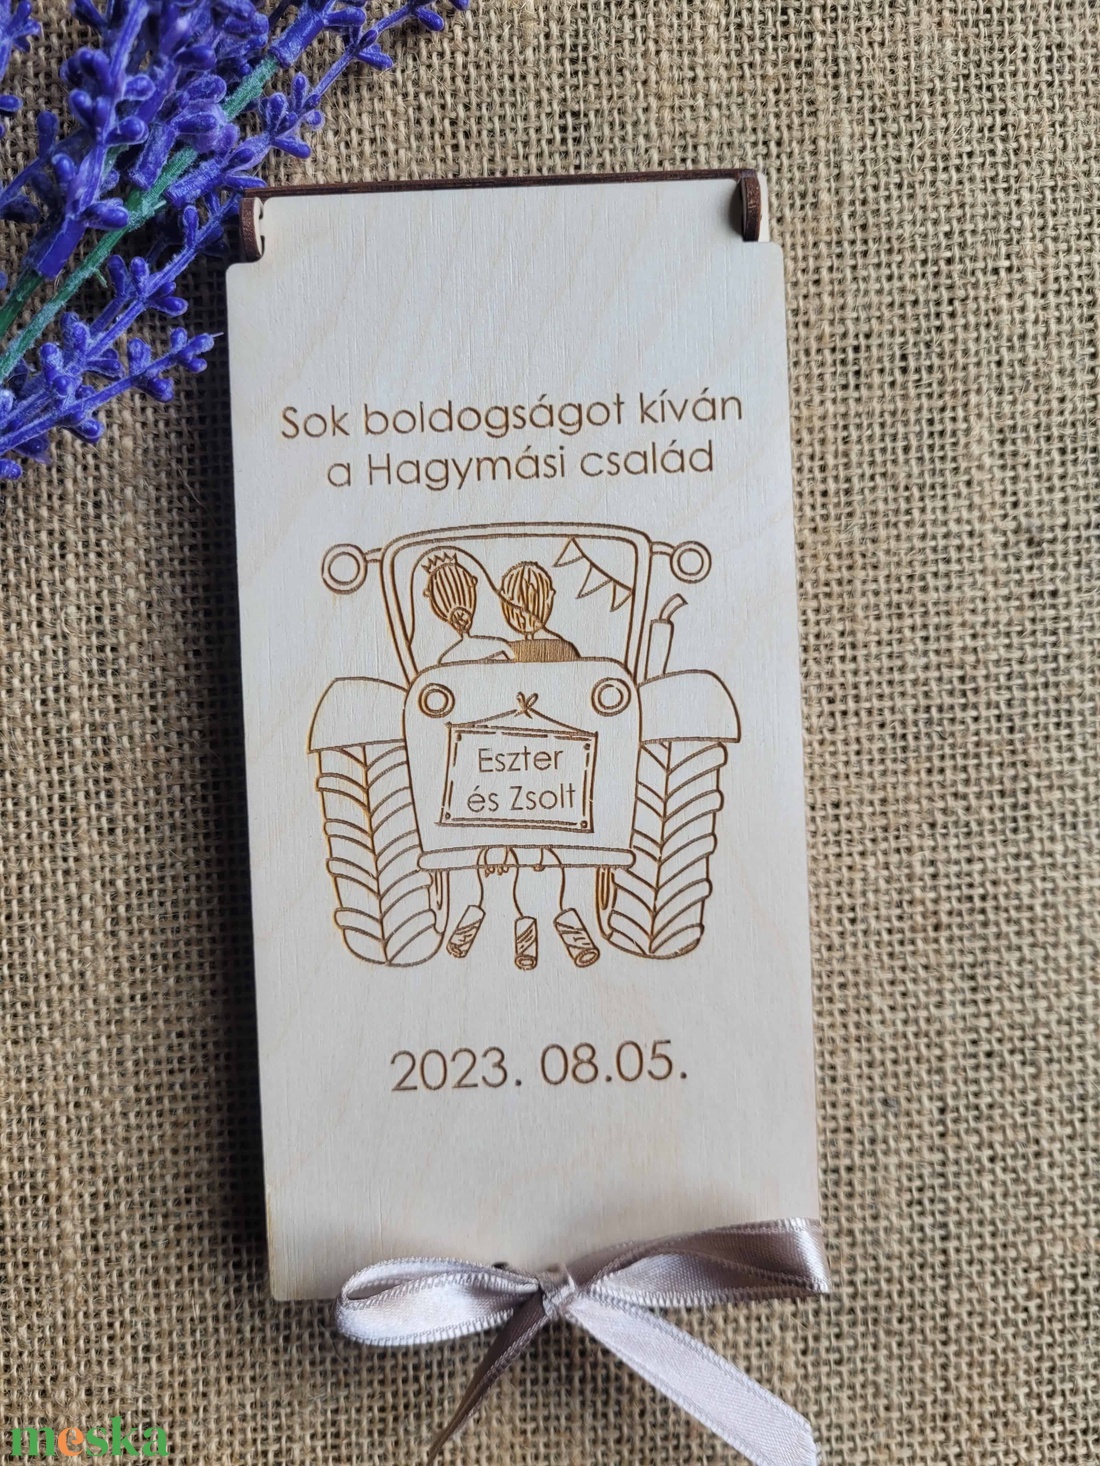 Sok boldogságot kíván
a Hagymási család
Eszter
és Zsolt
2023. 08.05.
meska